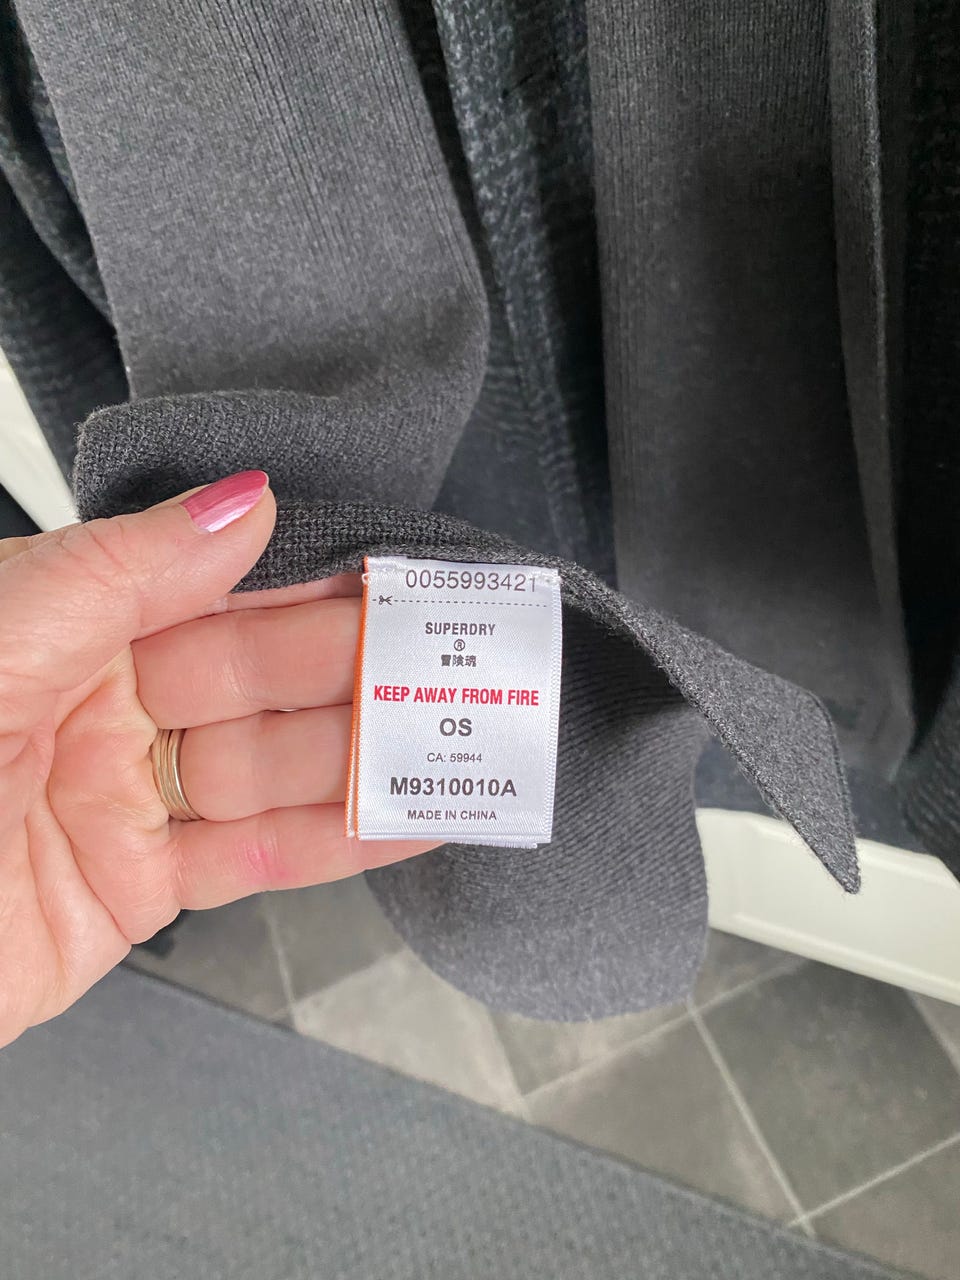 0055993421
SUPERDRY
®
冒険魂
KEEP AWAY FROM FIRE
OS
CA: 59944
M9310010A
MADE IN CHINA